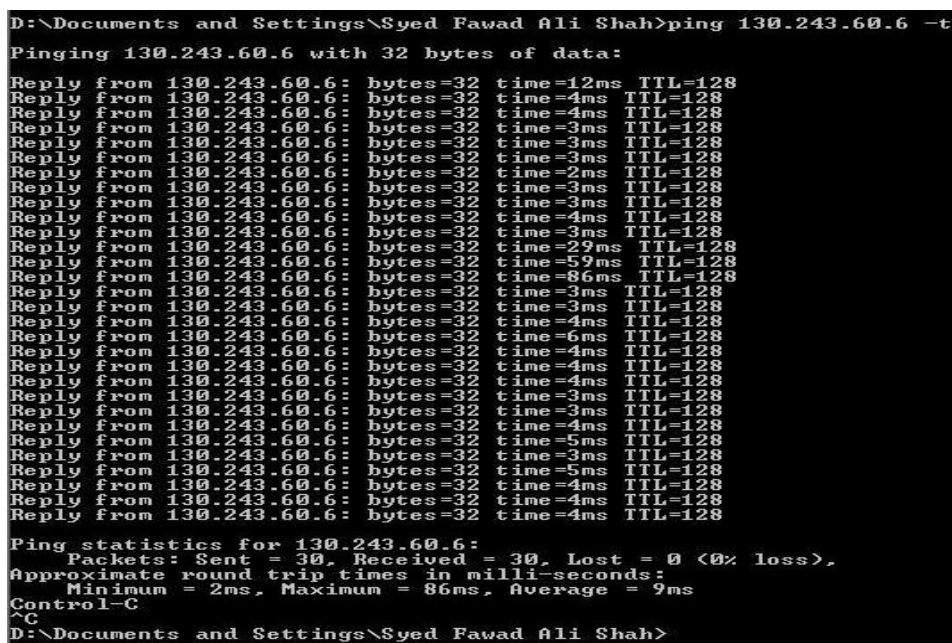 D:\Documents and Settings\Syed Fawad Ali Shah>ping 130.243.60.6 -t
Pinging 130.243.60.6 with 32 bytes of data:
Reply from 130.243.60.6: bytes=32 time=12ms TTL=128
Reply from 130.243.60.6: bytes=32 time=4ms TTL=128
Reply from 130.243.60.6: bytes=32 time=4ms TTL=128
Reply from 130.243.60.6: bytes=32 time=3ms TTL=128
Reply from 130.243.60.6: bytes=32 time=3ms TTL=128
Reply from 130.243.60.6: bytes=32 time=3ms TTL=128
Reply from 130.243.60.6: bytes=32 time=2ms TTL=128
Reply from 130.243.60.6: bytes=32 time=3ms TTL=128
Reply from 130.243.60.6: bytes=32 time=3ms TTL=128
Reply from 130.243.60.6: bytes=32 time=4ms TTL=128
Reply from 130.243.60.6: bytes=32 time=3ms TTL=128
Reply from 130.243.60.6: bytes=32 time=29ms TTL=128
Reply from 130.243.60.6: bytes=32 time=59ms TTL=128
Reply from 130.243.60.6: bytes=32 time=86ms TTL=128
Reply from 130.243.60.6: bytes=32 time=3ms TTL=128
Reply from 130.243.60.6: bytes=32 time=3ms TTL=128
Reply from 130.243.60.6: bytes=32 time=4ms TTL=128
Reply from 130.243.60.6: bytes=32 time=6ms TTL=128
Reply from 130.243.60.6: bytes=32 time=4ms TTL=128
Reply from 130.243.60.6: bytes=32 time=4ms TTL=128
Reply from 130.243.60.6: bytes=32 time=4ms TTL=128
Reply from 130.243.60.6: bytes=32 time=3ms TTL=128
Reply from 130.243.60.6: bytes=32 time=3ms TTL=128
Reply from 130.243.60.6: bytes=32 time=4ms TTL=128
Reply from 130.243.60.6: bytes=32 time=5ms TTL=128
Reply from 130.243.60.6: bytes=32 time=3ms TTL=128
Reply from 130.243.60.6: bytes=32 time=5ms TTL=128
Reply from 130.243.60.6: bytes=32 time=4ms TTL=128
Reply from 130.243.60.6: bytes=32 time=4ms TTL=128
Reply from 130.243.60.6: bytes=32 time=4ms TTL=128
Ping statistics for 130.243.60.6:
Packets: Sent = 30, Received = 30, Lost = 0 (0% loss),
Approximate round trip times in milli-seconds:
Minimum = 2ms, Maximum = 86ms, Average = 9ms
Control-C
^C
D:\Documents and Settings\Syed Fawad Ali Shah>